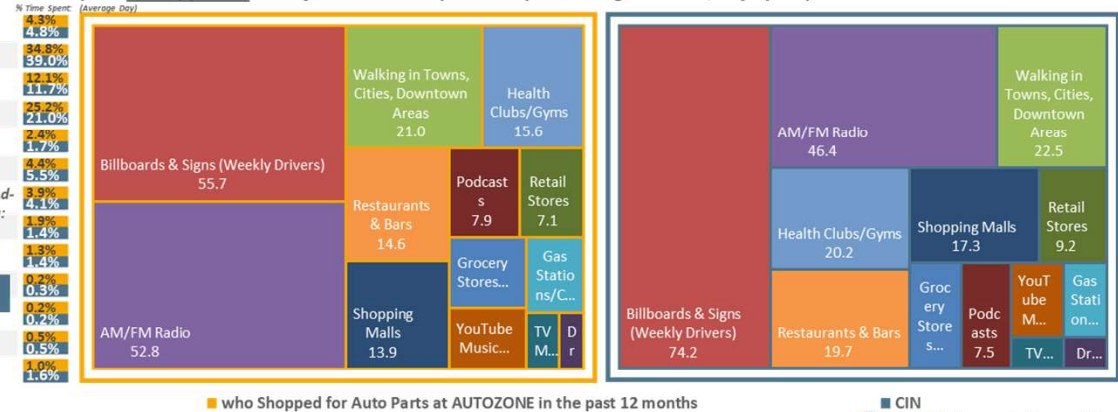 % Time Spent: (Average Day)
4.3%
4.8%
34.8%
39.0%
12.1%
11.7%
25.2%
21.0%
2.4%
1.7%
4.4%
5.5%
3.9%
4.1%
1.9%
1.4%
1.3%
1.4%
0.2%
0.3%
0.2%
0.2%
0.5%
0.5%
1.0%
1.6%
Billboards & Signs (Weekly Drivers)
55.7
AM/FM Radio
52.8
Walking in Towns,
Cities, Downtown
Areas
21.0
Health
Clubs/Gyms
15.6
Restaurants
& Bars
14.6
Podcast
s
7.9
Retail
Stores
7.1
Shopping
Malls
13.9
Grocery
Stores...
Gas
Statio
ns/C...
YouTube
Music...
TV
M...
D
r
Billboards & Signs
(Weekly Drivers)
74.2
AM/FM Radio
46.4
Walking in
Towns, Cities,
Downtown
Areas
22.5
Health Clubs/Gyms
20.2
Shopping Malls
17.3
Retail
Stores
9.2
Restaurants & Bars
19.7
Groc
ery
Store
s...
Podc
asts
7.5
YouT
ube
M...
Gas
Stati
on...
TV...
Dr...
who Shopped for Auto Parts at AUTOZONE in the past 12 months
CIN